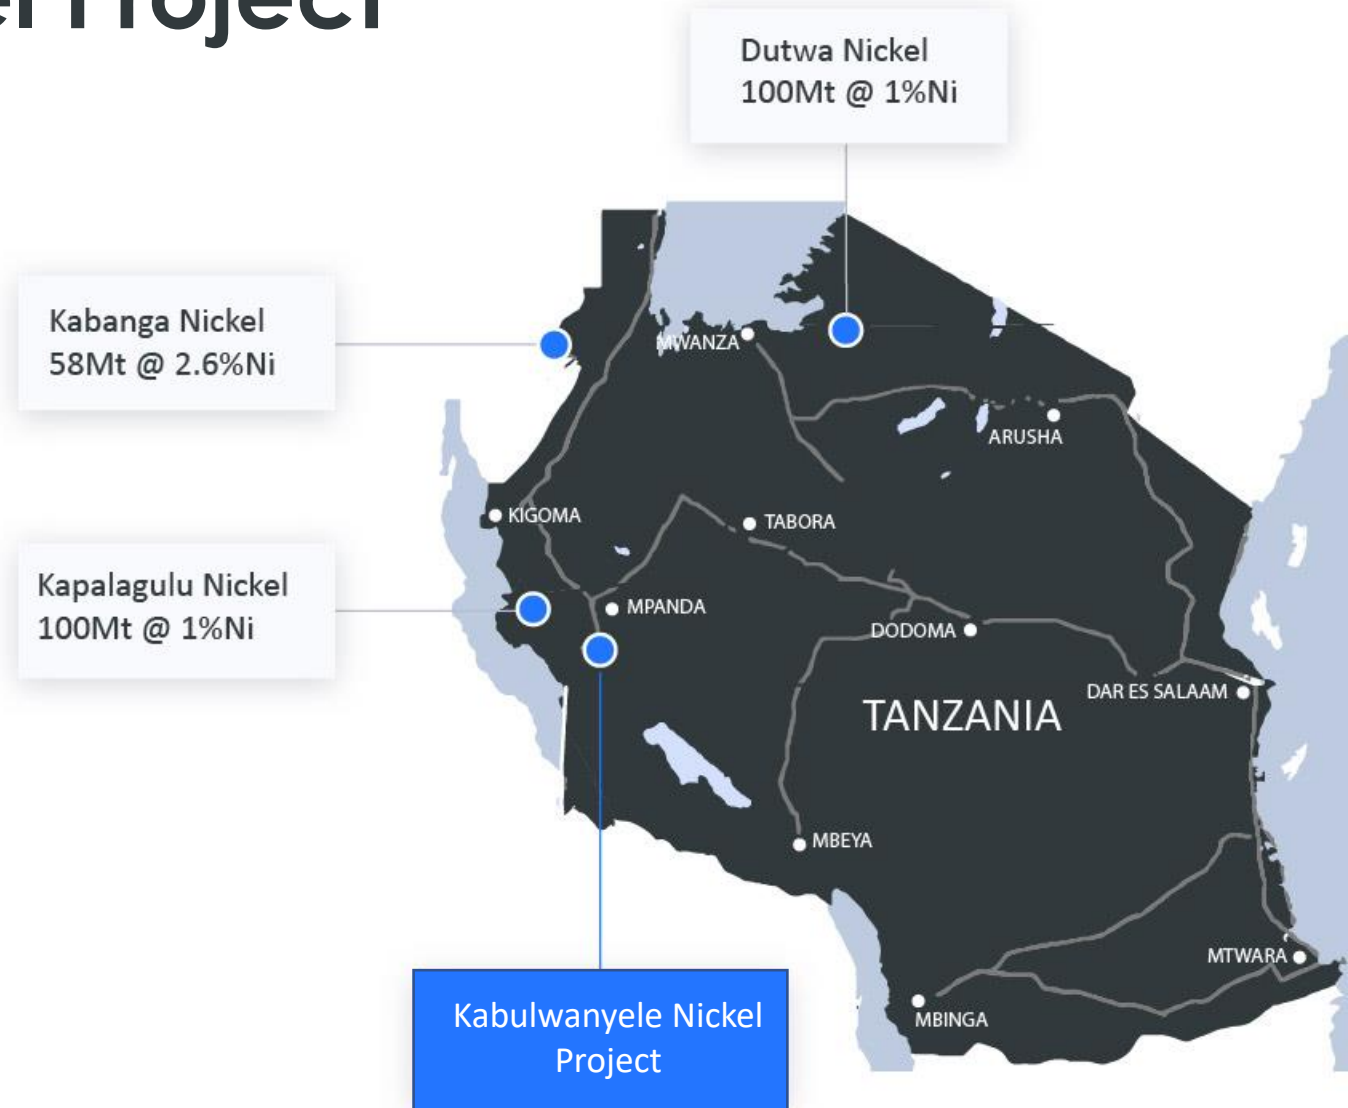 Project
Dutwa Nickel
100Mt @ 1%Ni
Kabanga Nickel
58Mt @ 2.6%Ni
MWANZA
ARUSHA
KIGOMA
TABORA
Kapalagulu Nickel
100Mt @ 1%Ni
MPANDA
DODOMA
DAR ES SALAAM
TANZANIA
MBEYA
MTWARA
MBINGA
Kabulwanyele Nickel
Project